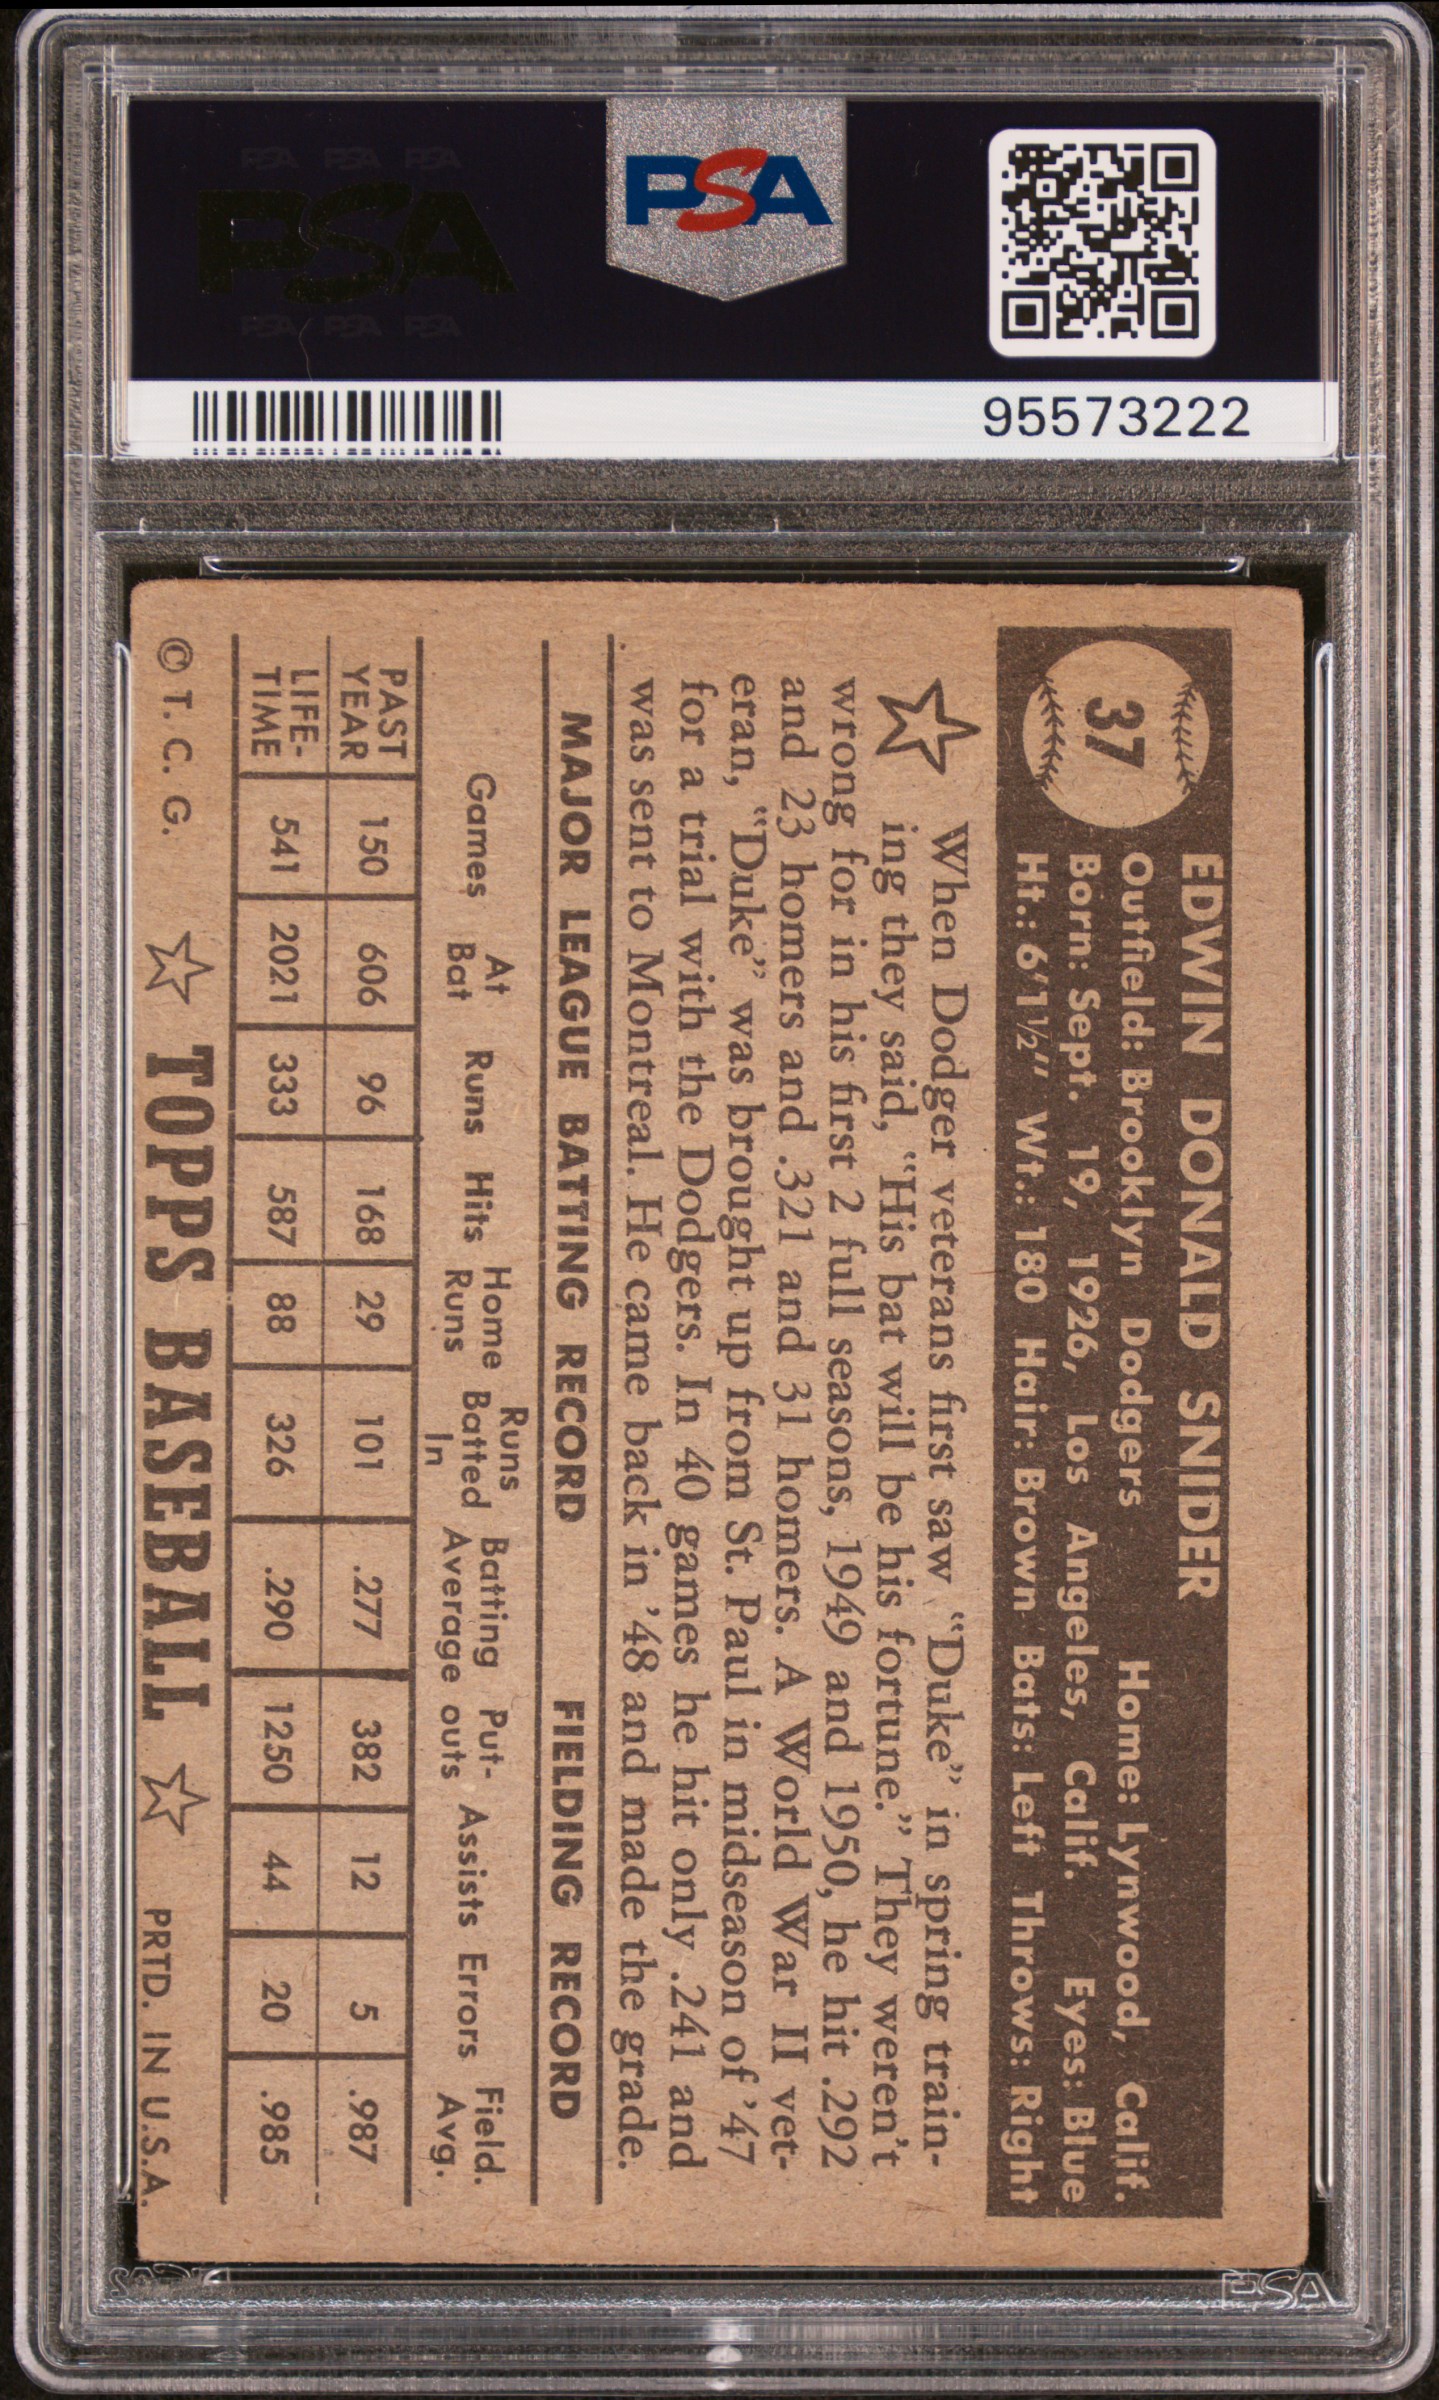 PSA PSA PSA
PSA
PSA PSA PSA
PSA
95573222
37
EDWIN DONALD SNIDER
Outfield: Brooklyn Dodgers Home: Lynwood, Calif.
Born: Sept. 19, 1926, Los Angeles, Calif. Eyes: Blue
Ht.: 6'1½" Wt.: 180 Hair: Brown Bats: Left Throws: Right
When Dodger veterans first saw "Duke" in spring train-
ing they said, "His bat will be his fortune." They weren't
wrong for in his first 2 full seasons, 1949 and 1950, he hit .292
and 23 homers and .321 and 31 homers. A World War II vet-
eran, "Duke" was brought up from St. Paul in midseason of '47
for a trial with the Dodgers. In 40 games he hit only .241 and
was sent to Montreal. He came back in '48 and made the grade.
MAJOR LEAGUE BATTING RECORD FIELDING RECORD
Games At Bat Runs Hits Home Runs Runs Batted In Batting Average Put-outs Assists Errors Field. Avg.
PAST YEAR 150 606 96 168 29 101 .277 382 12 5 .987
LIFE-TIME 541 2021 333 587 88 326 .290 1250 44 20 .985
© T. C. G. TOPPS BASEBALL PRTD. IN U.S.A.
PSA